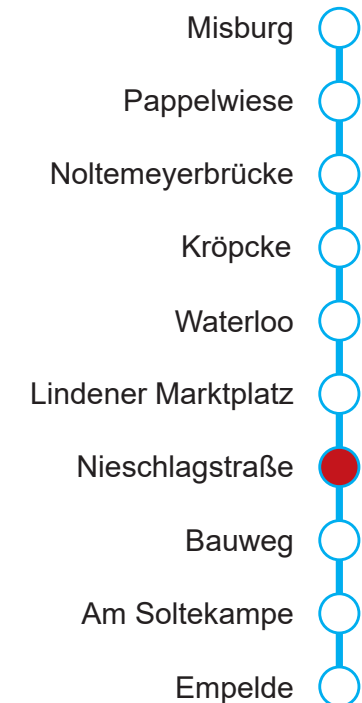 Misburg
Pappelwiese
Noltemeyerbrücke
Kröpcke
Waterloo
Lindener Marktplatz
Nieschlagstraße
Bauweg
Am Soltekampe
Empelde